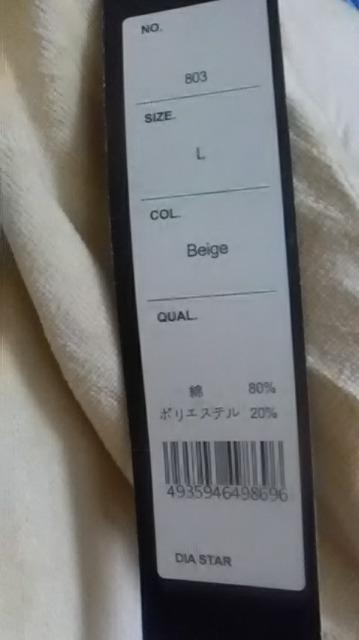 NO.
803
SIZE.
L
COL.
Beige
QUAL.
綿 80%
ポリエステル 20%
4935946498696
DIA STAR